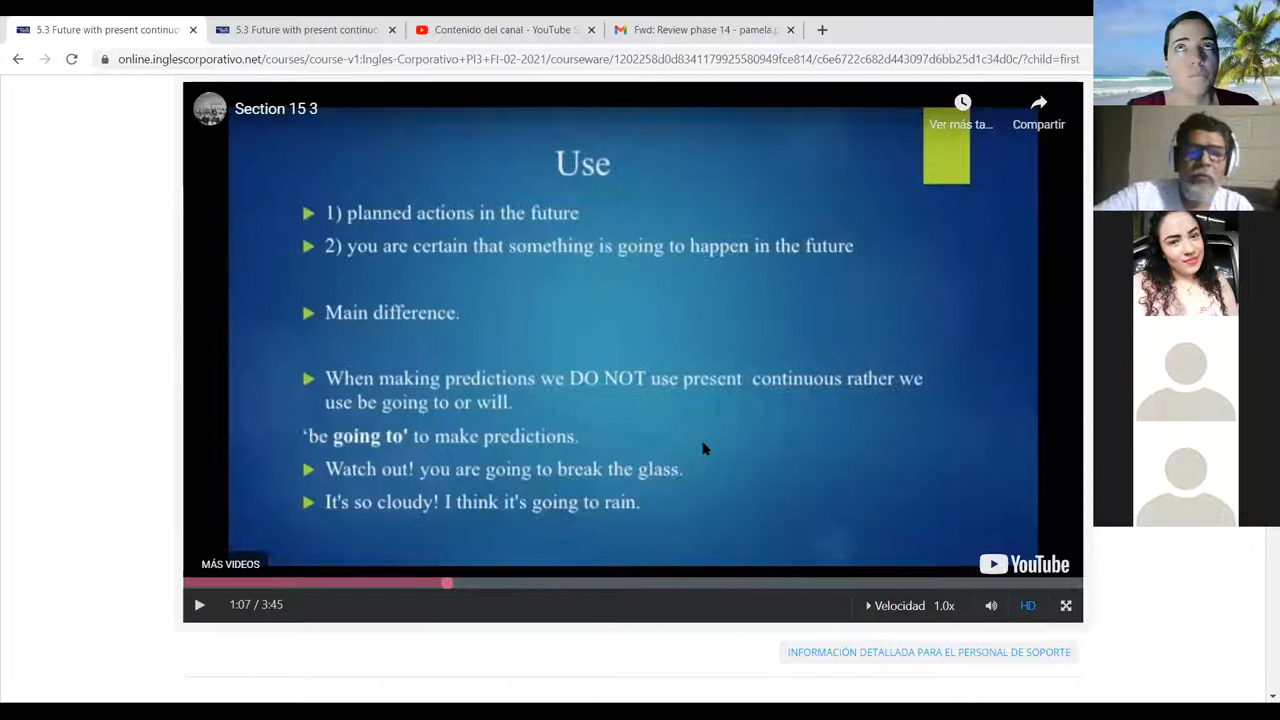 5.3 Future with present continuo
5.3 Future with present continuo
Contenido del canal - YouTube S
Fwd: Review phase 14 - pamela.p
online.inglescorporativo.net/courses/course-v1:Ingles-Corporativo+PI3+FI-02-2021/courseware/1202258d0d8341179925580949fce814/c6e6722c682d443097d6bb25d1c34d0c/?child=first
Section 15 3
Ver más ta...
Compartir
Use
1) planned actions in the future
2) you are certain that something is going to happen in the future
Main difference.
When making predictions we DO NOT use present continuous rather we
use be going to or will.
‘be going to' to make predictions.
Watch out! you are going to break the glass.
It's so cloudy! I think it's going to rain.
MÁS VIDEOS
YouTube
1:07 / 3:45
Velocidad 1.0x
HD
INFORMACIÓN DETALLADA PARA EL PERSONAL DE SOPORTE